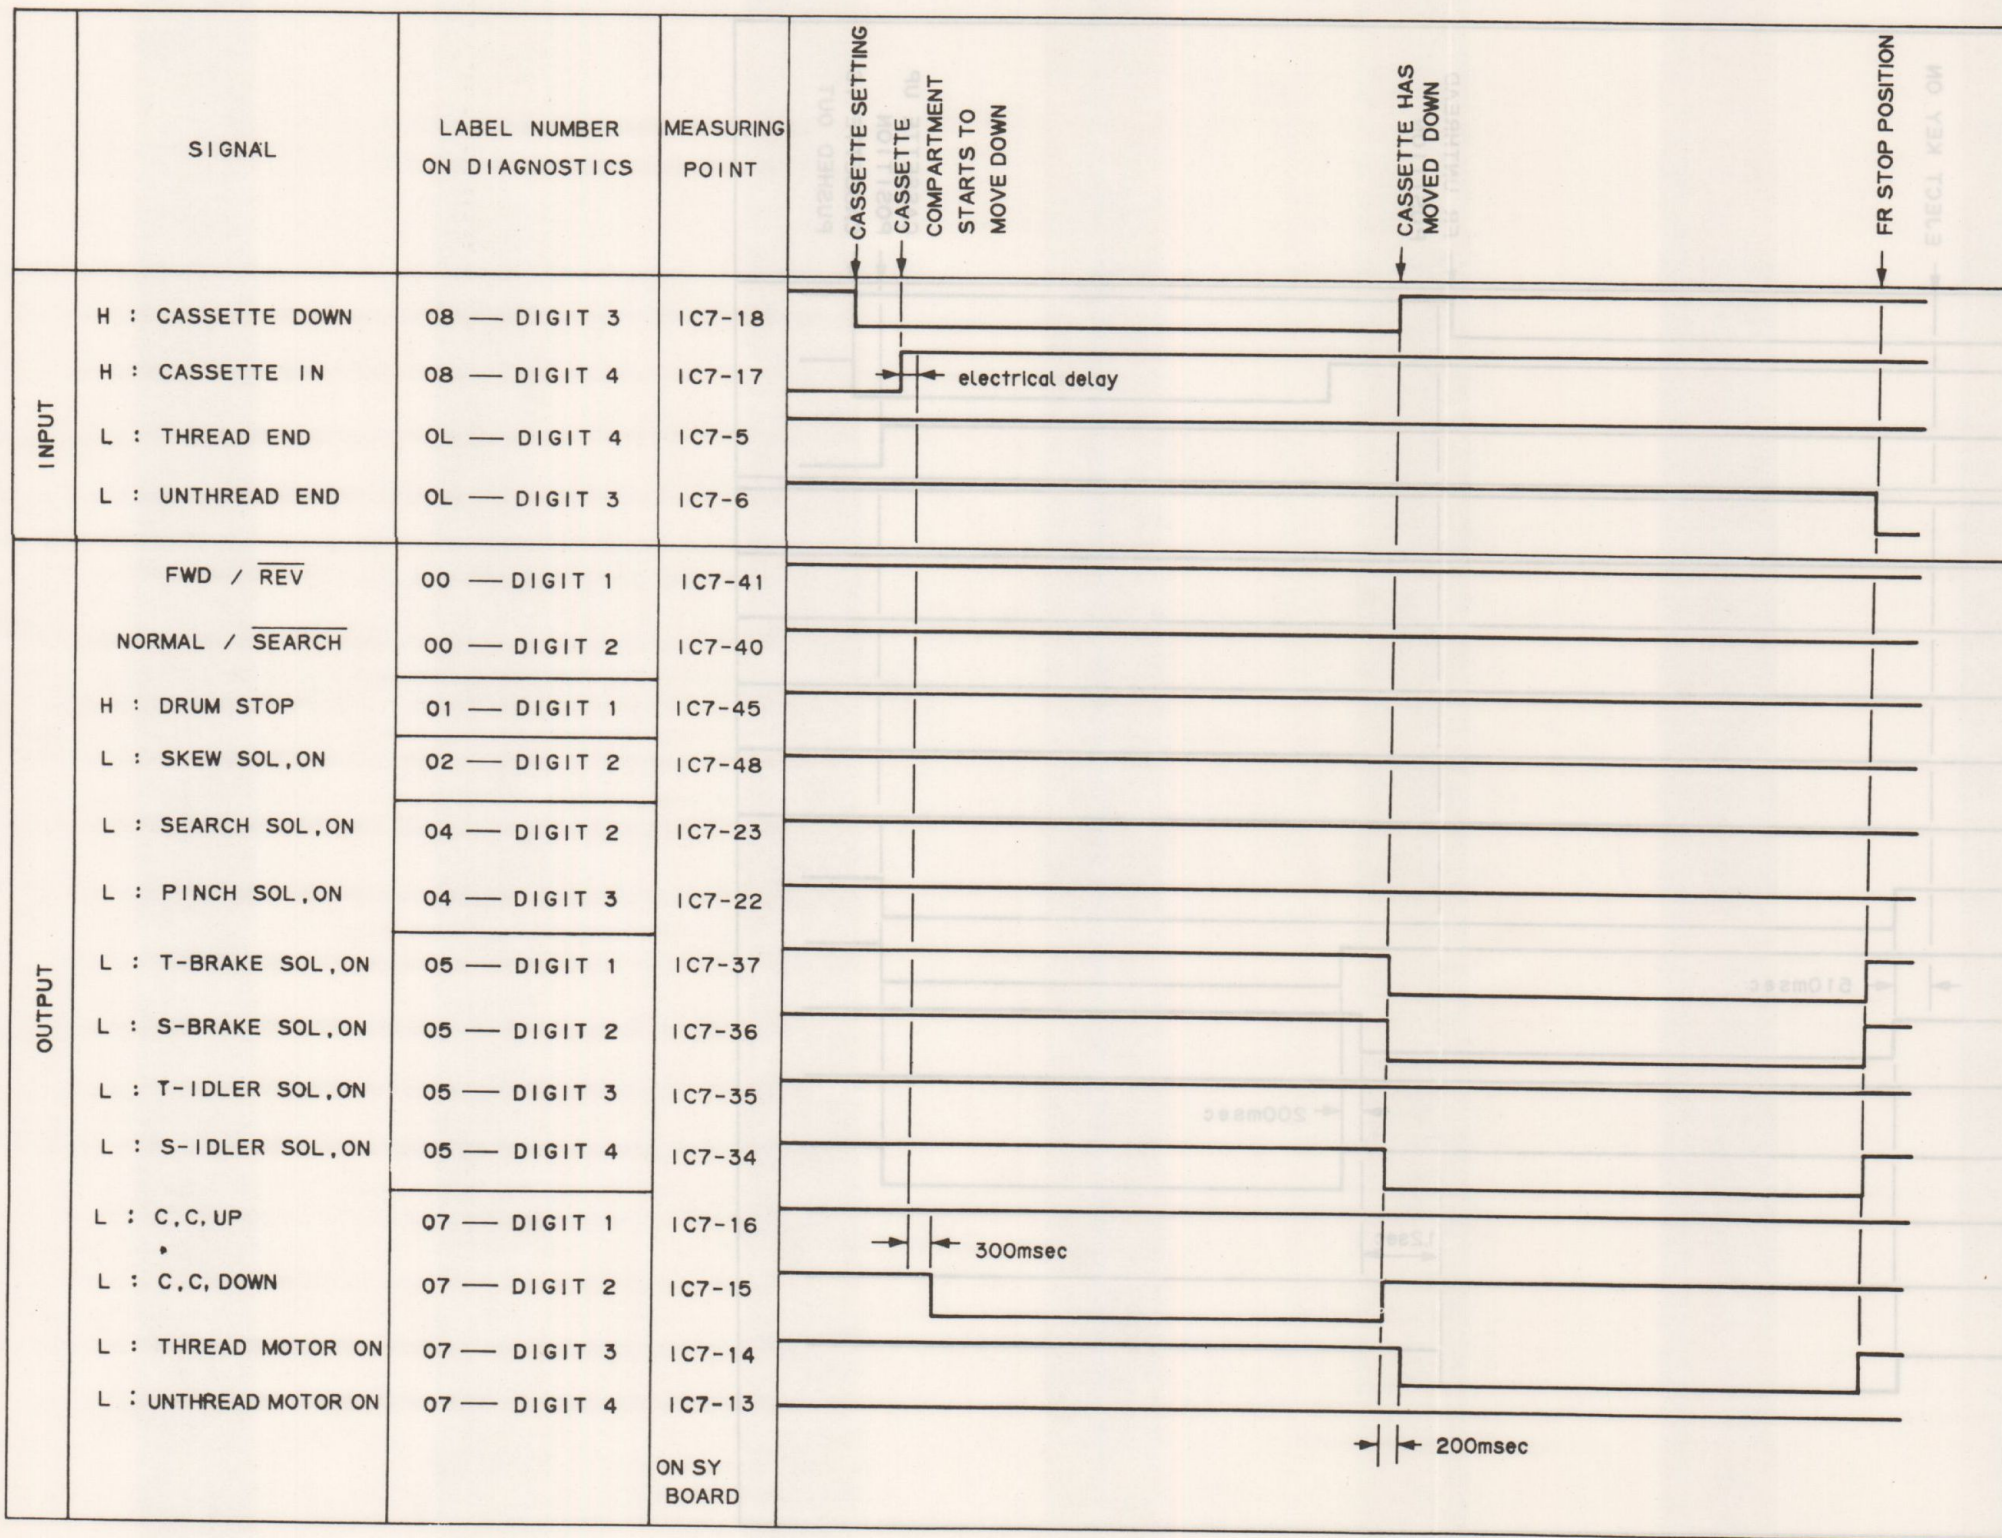 SIGNAL
LABEL NUMBER
ON DIAGNOSTICS
MEASURING
POINT
CASSETTE SETTING
CASSETTE
COMPARTMENT
STARTS TO
MOVE DOWN
CASSETTE HAS
MOVED DOWN
FR STOP POSITION
INPUT
H : CASSETTE DOWN 08 — DIGIT 3 IC7-18
H : CASSETTE IN 08 — DIGIT 4 IC7-17
electrical delay
L : THREAD END 0L — DIGIT 4 IC7-5
L : UNTHREAD END 0L — DIGIT 3 IC7-6
OUTPUT
FWD / REV 00 — DIGIT 1 IC7-41
NORMAL / SEARCH 00 — DIGIT 2 IC7-40
H : DRUM STOP 01 — DIGIT 1 IC7-45
L : SKEW SOL,ON 02 — DIGIT 2 IC7-48
L : SEARCH SOL,ON 04 — DIGIT 2 IC7-23
L : PINCH SOL,ON 04 — DIGIT 3 IC7-22
L : T-BRAKE SOL,ON 05 — DIGIT 1 IC7-37
L : S-BRAKE SOL,ON 05 — DIGIT 2 IC7-36
L : T-IDLER SOL,ON 05 — DIGIT 3 IC7-35
L : S-IDLER SOL,ON 05 — DIGIT 4 IC7-34
L : C,C,UP 07 — DIGIT 1 IC7-16
300msec
L : C,C,DOWN 07 — DIGIT 2 IC7-15
L : THREAD MOTOR ON 07 — DIGIT 3 IC7-14
L : UNTHREAD MOTOR ON 07 — DIGIT 4 IC7-13
200msec
ON SY
BOARD